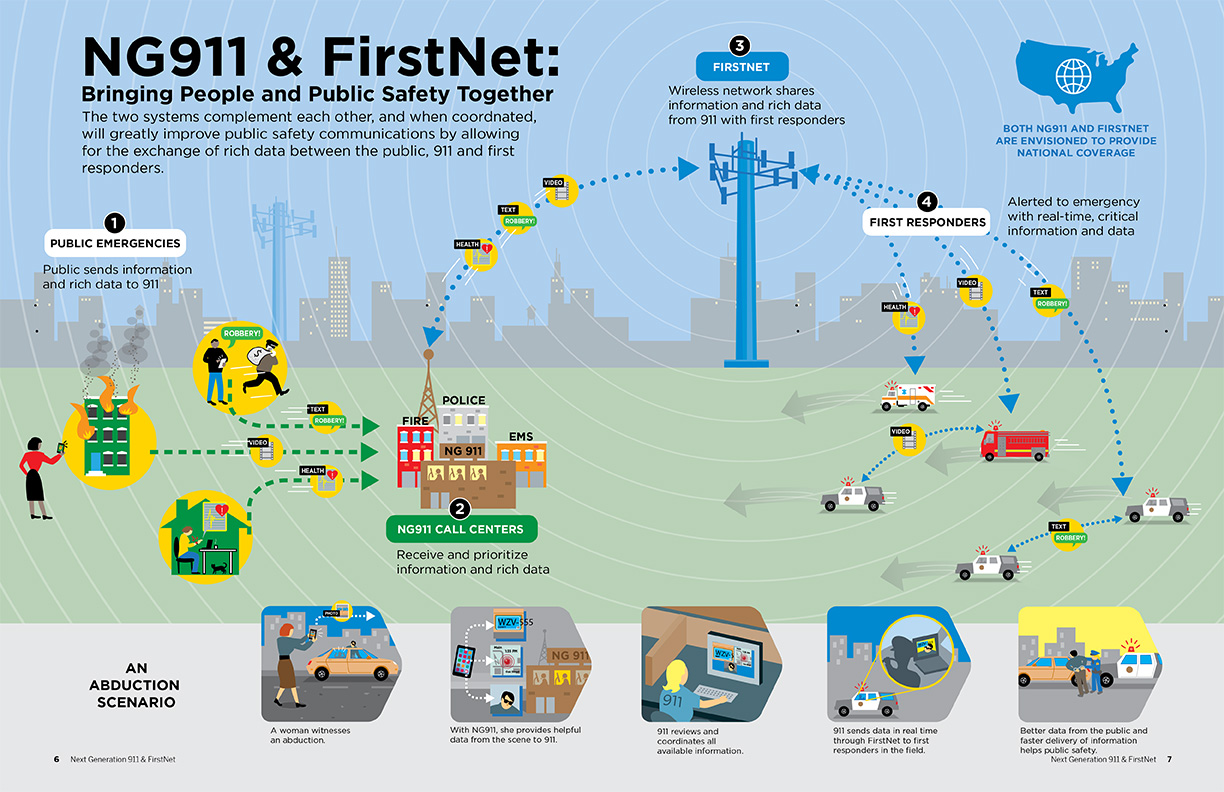 NG911 & FirstNet:
Bringing People and Public Safety Together
The two systems complement each other, and when coordnated,
will greatly improve public safety communications by allowing
for the exchange of rich data between the public, 911 and first
responders.
3
FIRSTNET
Wireless network shares
information and rich data
from 911 with first responders
BOTH NG911 AND FIRSTNET
ARE ENVISIONED TO PROVIDE
NATIONAL COVERAGE
1
PUBLIC EMERGENCIES
Public sends information
and rich data to 911
VIDEO
TEXT
ROBBERY!
HEALTH
4
FIRST RESPONDERS
Alerted to emergency
with real-time, critical
information and data
HEALTH
VIDEO
TEXT
ROBBERY!
ROBBERY!
$
TEXT
ROBBERY!
VIDEO
HEALTH
POLICE
FIRE
EMS
NG 911
2
NG911 CALL CENTERS
Receive and prioritize
information and rich data
VIDEO
TEXT
ROBBERY!
AN
ABDUCTION
SCENARIO
PHOTO
A woman witnesses
an abduction.
WZV-555
Main
1:25 PM
NG 911
With NG911, she provides helpful
data from the scene to 911.
WZV-
911
911 reviews and
coordinates all
available information.
911 sends data in real time
through FirstNet to first
responders in the field.
Better data from the public and
faster delivery of information
helps public safety.
6 Next Generation 911 & FirstNet
Next Generation 911 & FirstNet 7